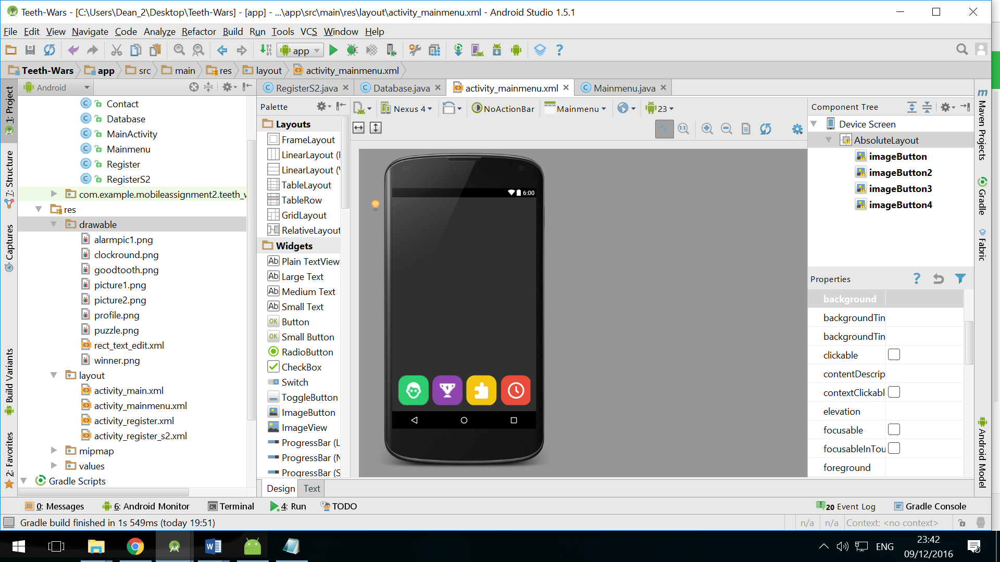 Teeth-Wars - [C:\Users\Dean_2\Desktop\Teeth-Wars] - [app] - ...\app\src\main\res\layout\activity_mainmenu.xml - Android Studio 1.5.1
File Edit View Navigate Code Analyze Refactor Build Run Tools VCS Window Help
app
Teeth-Wars app src main res layout activity_mainmenu.xml
Android
RegisterS2.java Database.java activity_mainmenu.xml Mainmenu.java
1: Project
7: Structure
Captures
Build Variants
2: Favorites
Contact
Database
MainActivity
Mainmenu
Register
RegisterS2
com.example.mobileassignment2.teeth_w
res
drawable
alarmpic1.png
clockround.png
goodtooth.png
picture1.png
picture2.png
profile.png
puzzle.png
rect_text_edit.xml
winner.png
layout
activity_main.xml
activity_mainmenu.xml
activity_register.xml
activity_register_s2.xml
mipmap
values
Gradle Scripts
Palette
Layouts
FrameLayout
LinearLayout (
LinearLayout (
TableLayout
TableRow
GridLayout
RelativeLayout
Widgets
Plain TextView
Large Text
Medium Text
Small Text
Button
Small Button
RadioButton
CheckBox
Switch
ToggleButton
ImageButton
ImageView
ProgressBar (L
ProgressBar (N
ProgressBar (S
Nexus 4 NoActionBar Mainmenu 23
6:00
Design Text
Component Tree
Device Screen
AbsoluteLayout
imageButton
imageButton2
imageButton3
imageButton4
Properties
background
backgroundTin
backgroundTin
clickable
contentDescrip
contextClickabl
elevation
focusable
focusableInTou
foreground
Maven Projects
Gradle
Fabric
Android Model
0: Messages 6: Android Monitor Terminal 4: Run TODO 20 Event Log Gradle Console
Gradle build finished in 1s 549ms (today 19:51) n/a n/a Context: <no context>
ENG
23:42
09/12/2016